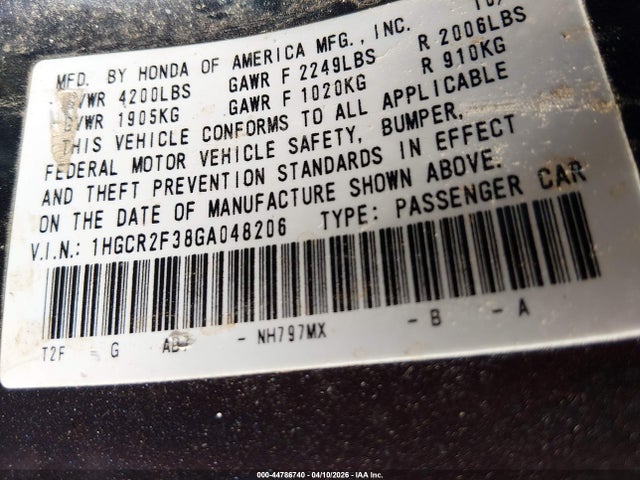 MFD. BY HONDA OF AMERICA MFG., INC. 10/
GVWR 4200LBS GAWR F 2249LBS R 2006LBS
GVWR 1905KG GAWR F 1020KG R 910KG
THIS VEHICLE CONFORMS TO ALL APPLICABLE
FEDERAL MOTOR VEHICLE SAFETY, BUMPER,
AND THEFT PREVENTION STANDARDS IN EFFECT
ON THE DATE OF MANUFACTURE SHOWN ABOVE.
V.I.N.: 1HGCR2F38GA048206 TYPE: PASSENGER CAR
T2F G - NH797MX - B - A
000-44786740 - 04/10/2026 - IAA Inc.